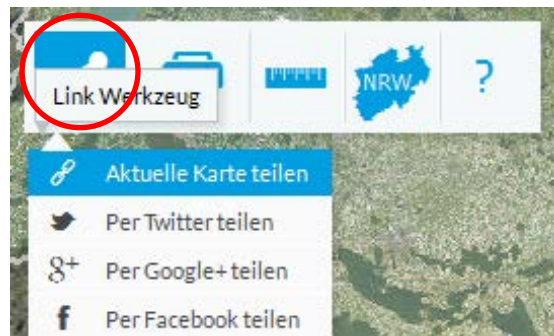 Link Werkzeug
NRW
?
Aktuelle Karte teilen
Per Twitter teilen
g+ Per Google+ teilen
f Per Facebook teilen